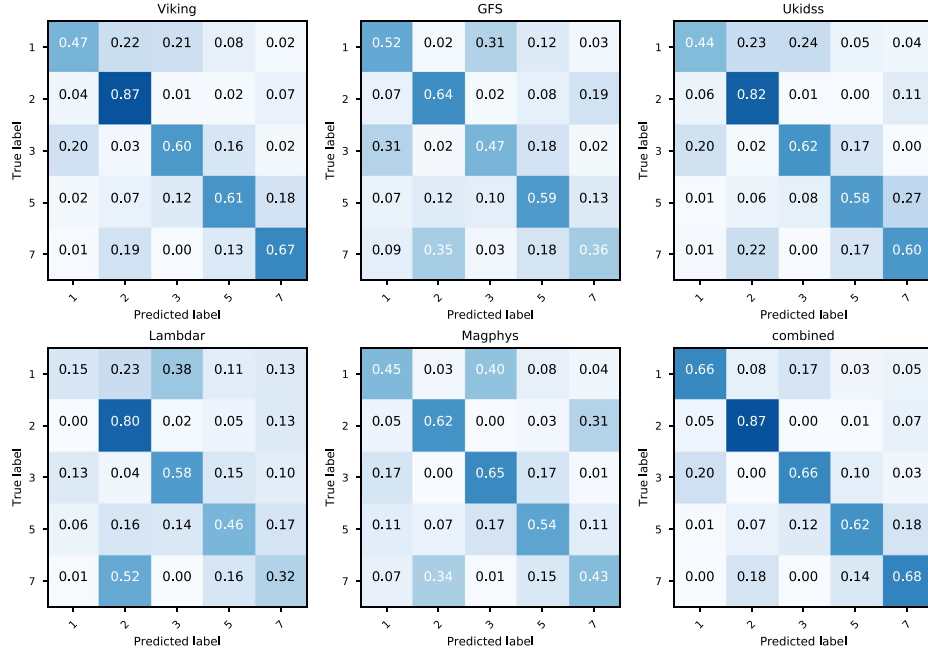 Viking
GFS
Ukidss
1 0.47 0.22 0.21 0.08 0.02
2 0.04 0.87 0.01 0.02 0.07
3 0.20 0.03 0.60 0.16 0.02
5 0.02 0.07 0.12 0.61 0.18
7 0.01 0.19 0.00 0.13 0.67
1 2 3 5 7
True label
Predicted label
1 0.52 0.02 0.31 0.12 0.03
2 0.07 0.64 0.02 0.08 0.19
3 0.31 0.02 0.47 0.18 0.02
5 0.07 0.12 0.10 0.59 0.13
7 0.09 0.35 0.03 0.18 0.36
1 2 3 5 7
True label
Predicted label
1 0.44 0.23 0.24 0.05 0.04
2 0.06 0.82 0.01 0.00 0.11
3 0.20 0.02 0.62 0.17 0.00
5 0.01 0.06 0.08 0.58 0.27
7 0.01 0.22 0.00 0.17 0.60
1 2 3 5 7
True label
Predicted label
Lambdar
Magphys
combined
1 0.15 0.23 0.38 0.11 0.13
2 0.00 0.80 0.02 0.05 0.13
3 0.13 0.04 0.58 0.15 0.10
5 0.06 0.16 0.14 0.46 0.17
7 0.01 0.52 0.00 0.16 0.32
1 2 3 5 7
True label
Predicted label
1 0.45 0.03 0.40 0.08 0.04
2 0.05 0.62 0.00 0.03 0.31
3 0.17 0.00 0.65 0.17 0.01
5 0.11 0.07 0.17 0.54 0.11
7 0.07 0.34 0.01 0.15 0.43
1 2 3 5 7
True label
Predicted label
1 0.66 0.08 0.17 0.03 0.05
2 0.05 0.87 0.00 0.01 0.07
3 0.20 0.00 0.66 0.10 0.03
5 0.01 0.07 0.12 0.62 0.18
7 0.00 0.18 0.00 0.14 0.68
1 2 3 5 7
True label
Predicted label